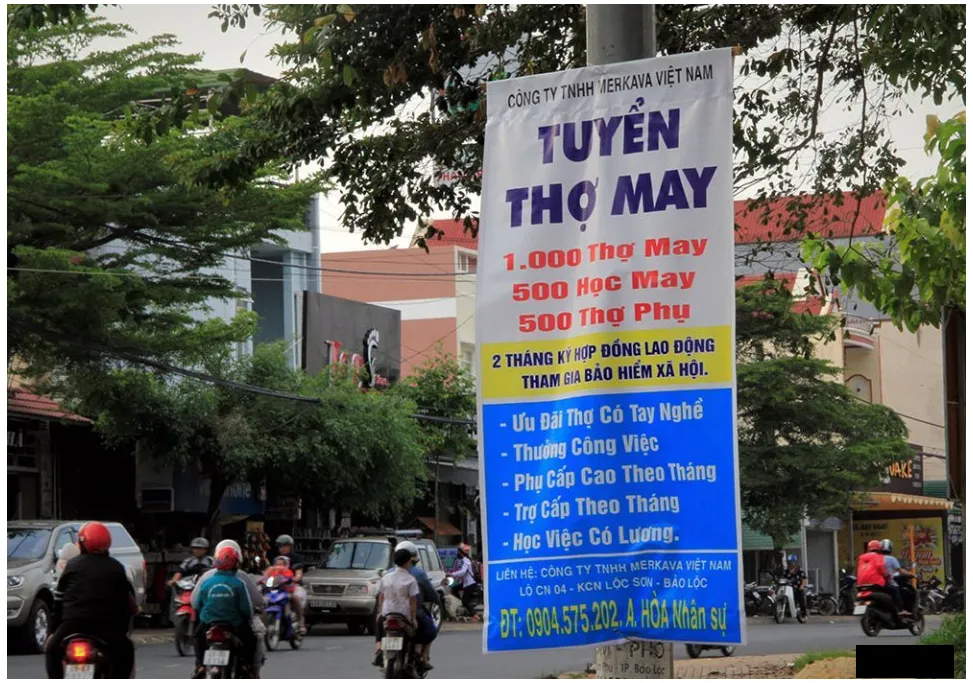 CÔNG TY TNHH MERKAVA VIỆT NAM
TUYỂN
THỢ MAY
1.000 Thợ May
500 Học May
500 Thợ Phụ
2 THÁNG KÝ HỢP ĐỒNG LAO ĐỘNG
THAM GIA BẢO HIỂM XÃ HỘI.
- Ưu Đãi Thợ Có Tay Nghề
- Thưởng Công Việc
- Phụ Cấp Cao Theo Tháng
- Trợ Cấp Theo Tháng
- Học Việc Có Lương.
LIÊN HỆ: CÔNG TY TNHH MERKAVA VIỆT NAM
LÔ CN 04 - KCN LỘC SƠN - BẢO LỘC
ĐT: 0904.575.202. A. HÒA Nhân sự
PHỐ
TP. Bảo Lộc